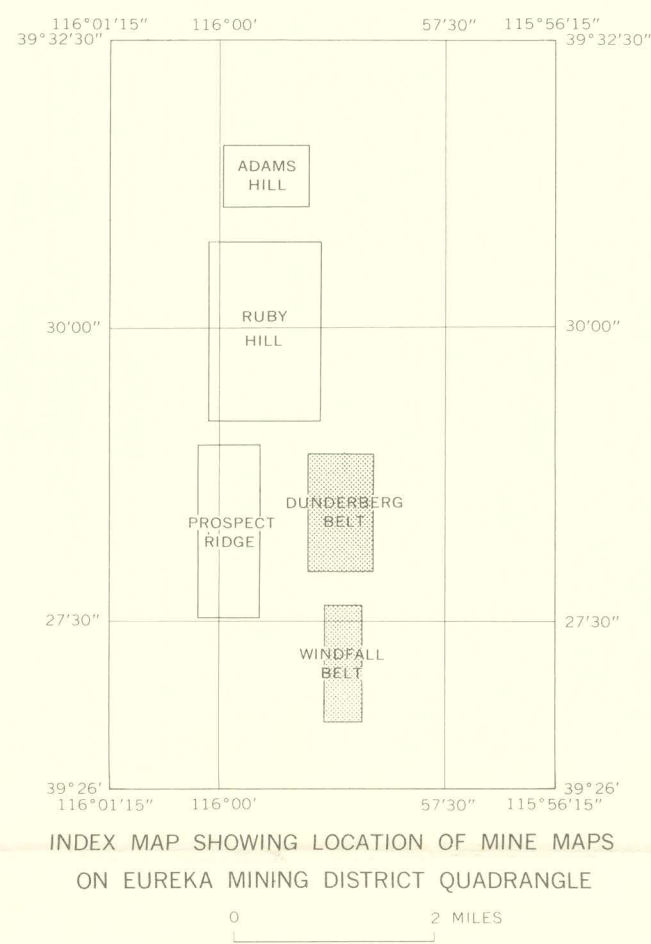 116°01'15" 116°00' 57'30" 115°56'15"
39°32'30" 39°32'30"
ADAMS
HILL
RUBY
HILL
30'00" 30'00"
DUNDERBERG
BELT
PROSPECT
RIDGE
27'30" 27'30"
WINDFALL
BELT
39°26' 39°26'
116°01'15" 116°00' 57'30" 115°56'15"
INDEX MAP SHOWING LOCATION OF MINE MAPS
ON EUREKA MINING DISTRICT QUADRANGLE
0 2 MILES